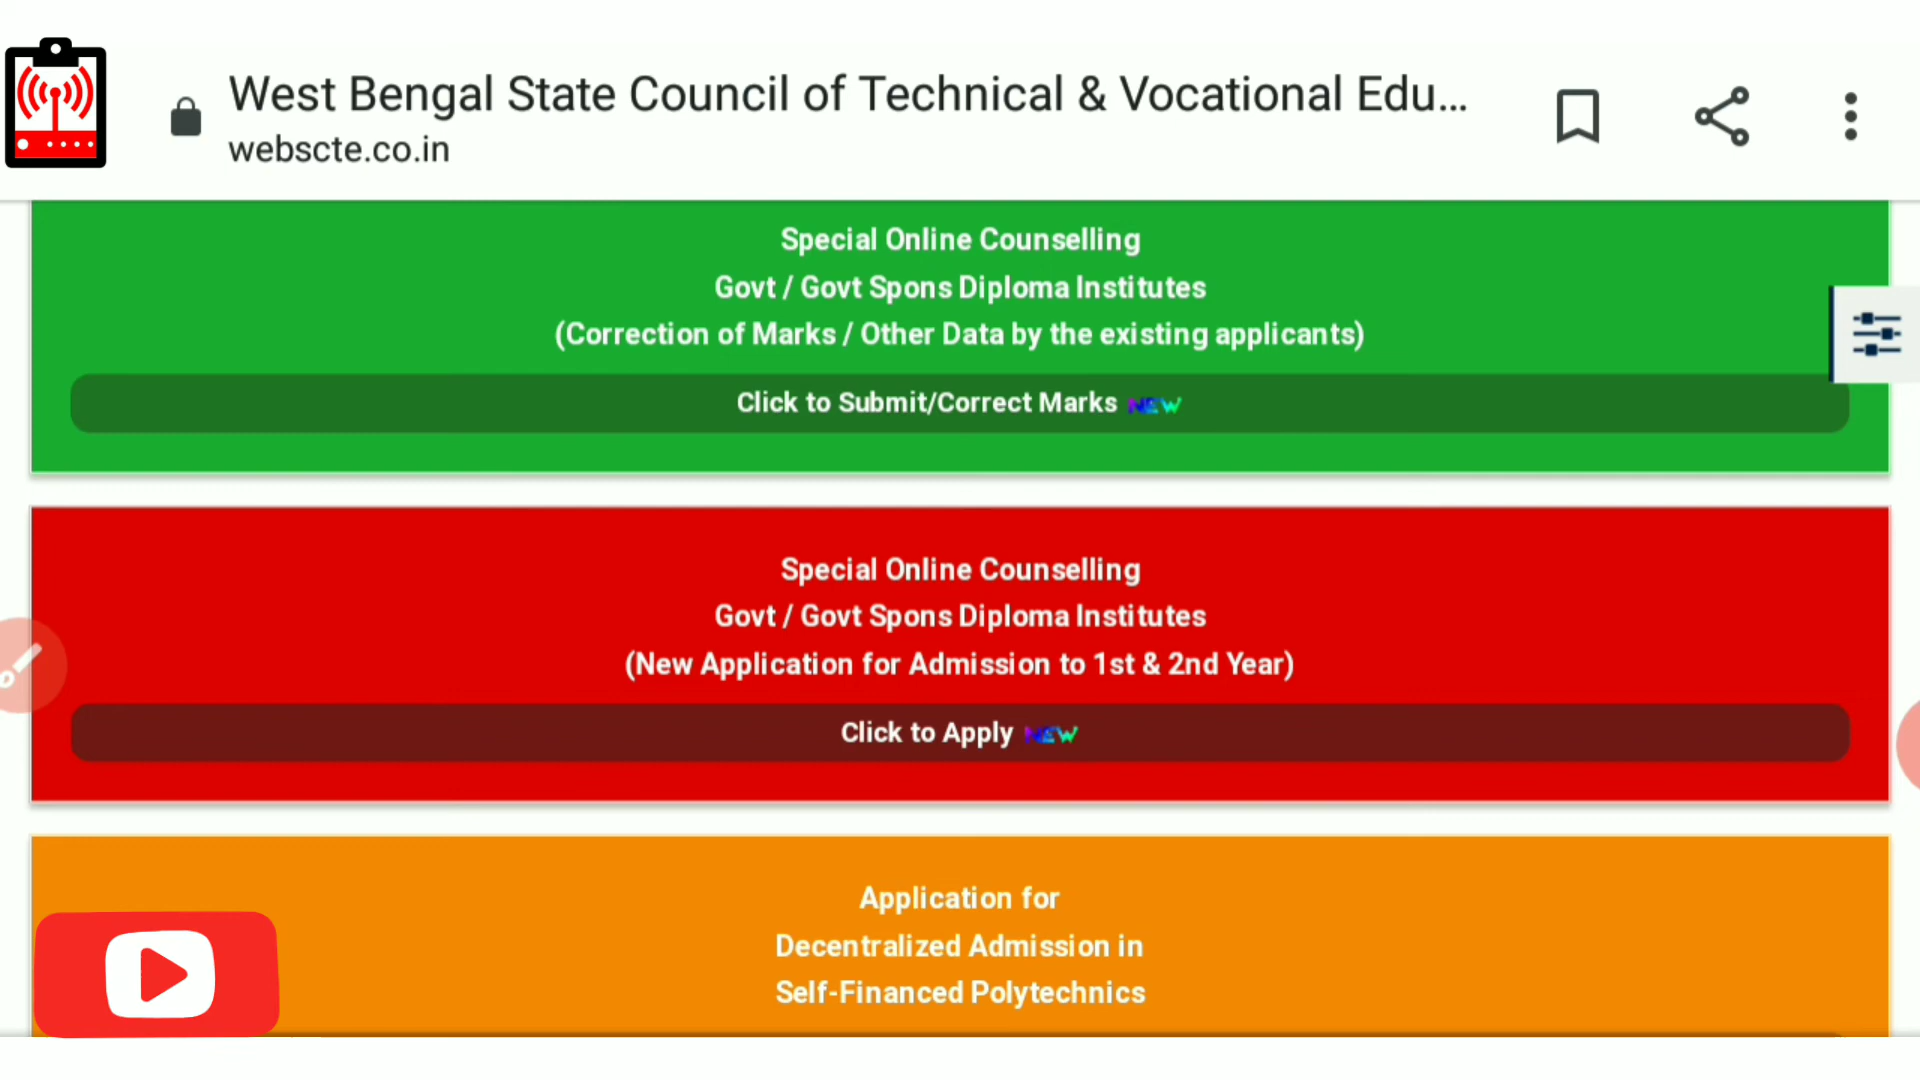 West Bengal State Council of Technical & Vocational Edu...
webscte.co.in
Special Online Counselling
Govt / Govt Spons Diploma Institutes
(Correction of Marks / Other Data by the existing applicants)
Click to Submit/Correct Marks NEW
Special Online Counselling
Govt / Govt Spons Diploma Institutes
(New Application for Admission to 1st & 2nd Year)
Click to Apply NEW
Application for
Decentralized Admission in
Self-Financed Polytechnics